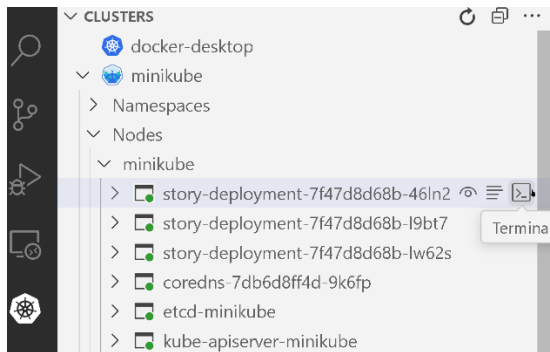 CLUSTERS
docker-desktop
minikube
Namespaces
Nodes
minikube
story-deployment-7f47d8d68b-46ln2
story-deployment-7f47d8d68b-l9bt7
Termina
story-deployment-7f47d8d68b-lw62s
coredns-7db6d8ff4d-9k6fp
etcd-minikube
kube-apiserver-minikube